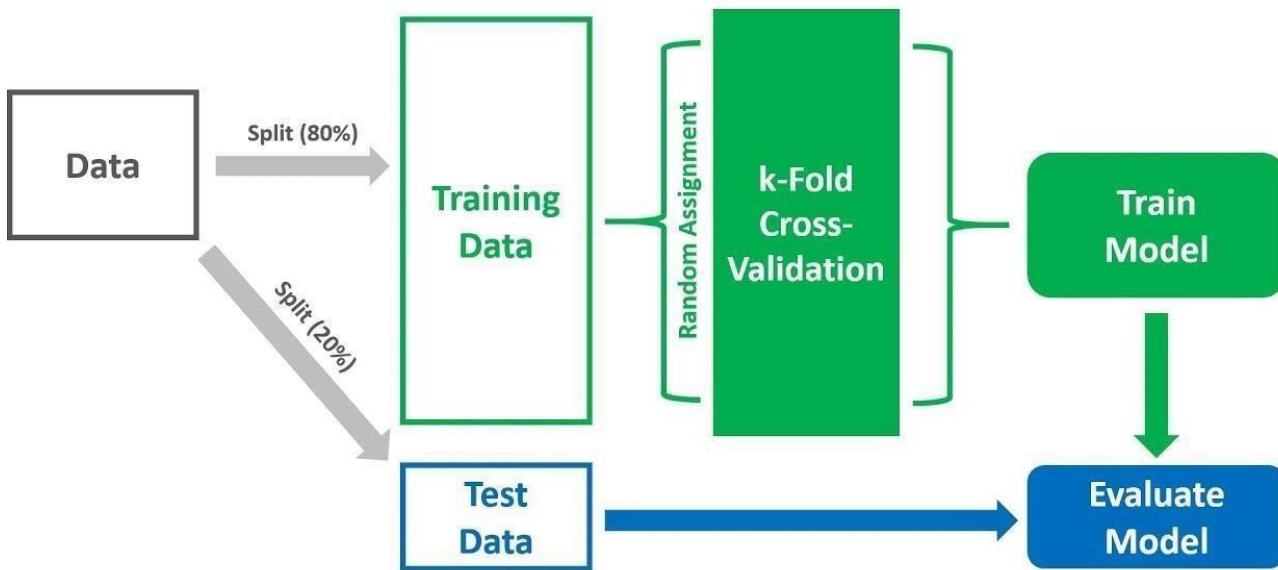 Data
Split (80%)
Split (20%)
Training
Data
Random Assignment
k-Fold
Cross-
Validation
Train
Model
Test
Data
Evaluate
Model